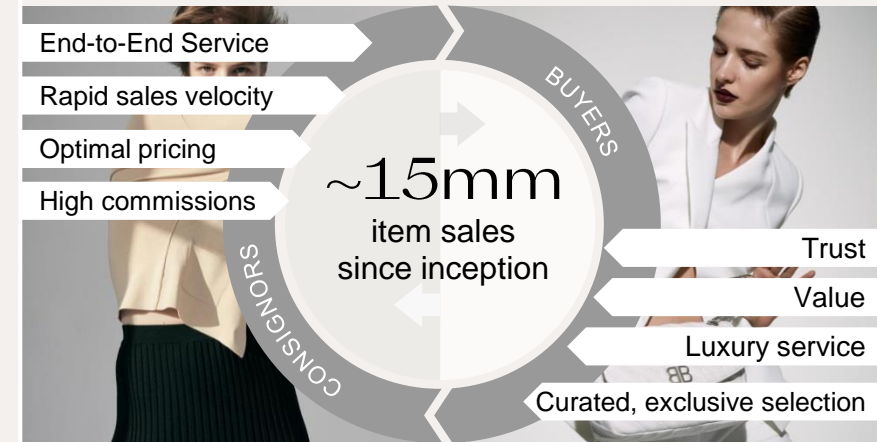 End-to-End Service
Rapid sales velocity
Optimal pricing
High commissions
BUYERS
~15mm
item sales
since inception
CONSIGNORS
Trust
Value
Luxury service
Curated, exclusive selection